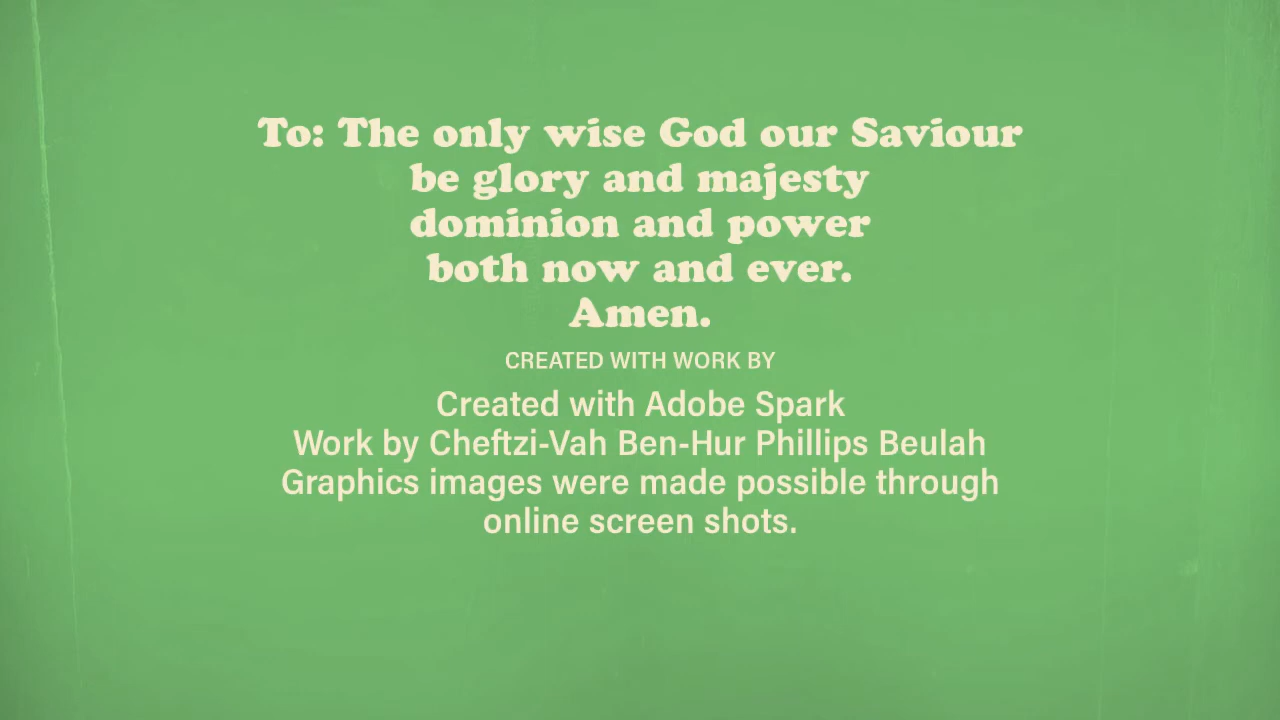 To: The only wise God our Saviour
be glory and majesty
dominion and power
both now and ever.
Amen.
CREATED WITH WORK BY
Created with Adobe Spark
Work by Cheftzi-Vah Ben-Hur Phillips Beulah
Graphics images were made possible through
online screen shots.